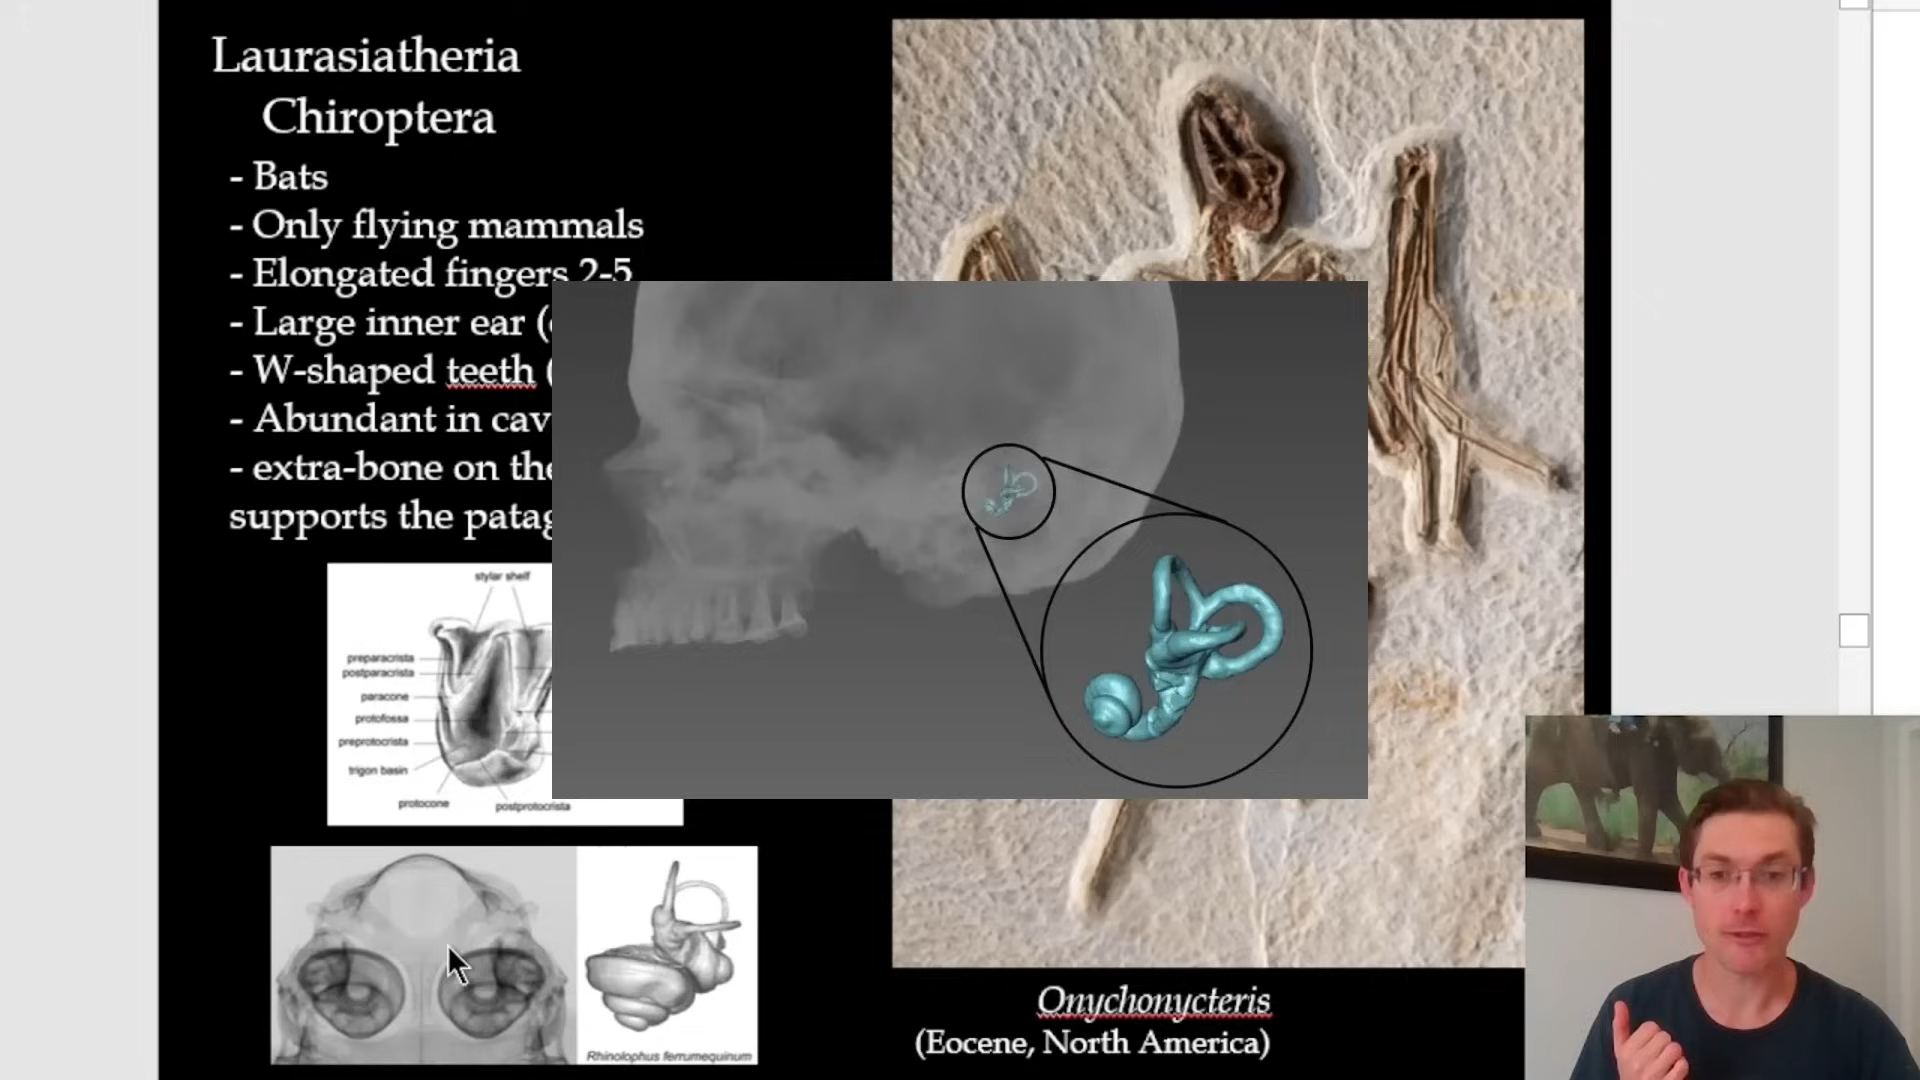 Laurasiatheria
Chiroptera
- Bats
- Only flying mammals
- Elongated fingers 2-5
- Large inner ear (
- W-shaped teeth (
- Abundant in cav
- extra-bone on the
supports the patag
stylar shelf
preparacrista
postparacrista
paracone
protofossa
preprotocrista
trigon basin
protocone
postprotocrista
Rhinolophus ferrumequinum
Onychonycteris
(Eocene, North America)